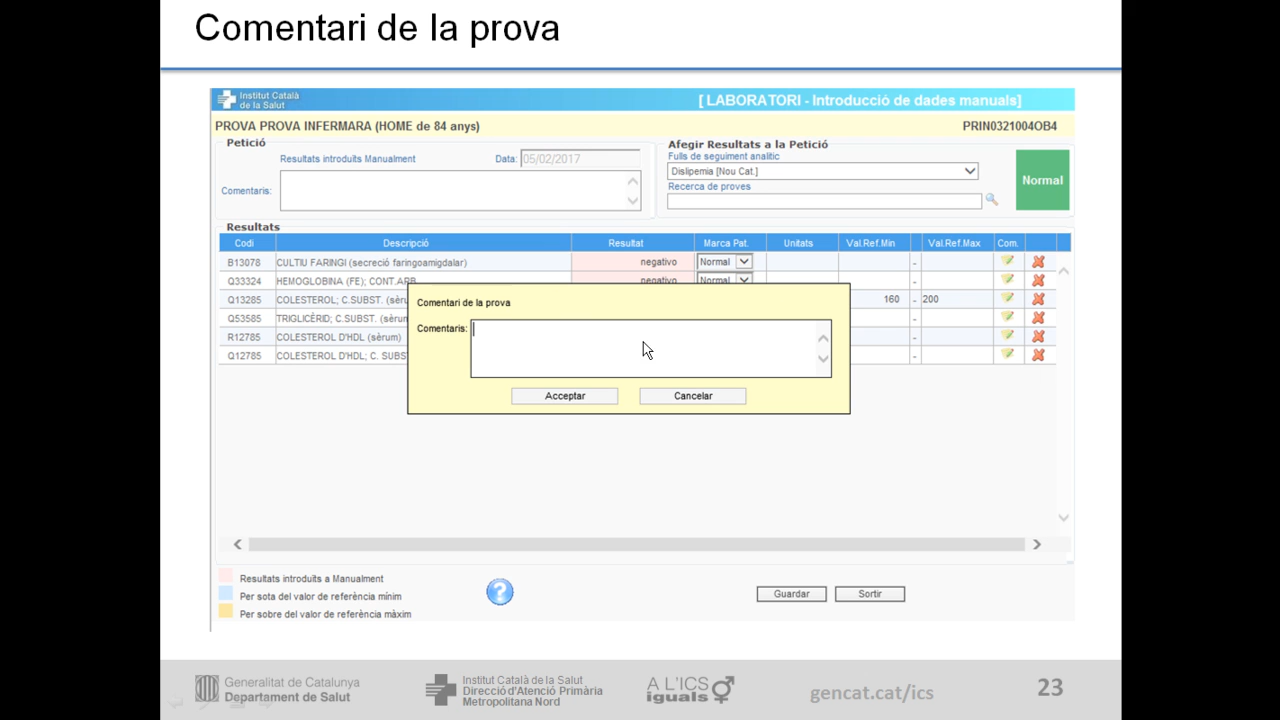 Comentari de la prova
Institut Català
de la Salut
[ LABORATORI - Introducció de dades manuals]
PROVA PROVA INFERMARA (HOME de 84 anys)
PRIN0321004OB4
Petició
Resultats introduïts Manualment
Data: 05/02/2017
Comentaris:
Afegir Resultats a la Petició
Fulls de seguiment analític
Dislipemia [Nou Cat.]
Recerca de proves
Normal
Resultats
Codi Descripció Resultat Marca Pat. Unitats Val.Ref.Min Val.Ref.Max Com.
B13078 CULTIU FARINGI (secreció faringoamigdalar) negativo Normal -
Q33324 HEMOGLOBINA (FE); CONT.ARB. negativo Normal -
Q13285 COLESTEROL; C.SUBST. (sèru 160 - 200
Q53585 TRIGLICÈRID; C.SUBST. (sèrum -
R12785 COLESTEROL D'HDL (sèrum) -
Q12785 COLESTEROL D'HDL; C. SUBS -
Comentari de la prova
Comentaris:
Acceptar Cancelar
Resultats introduïts a Manualment
Per sota del valor de referència mínim
Per sobre del valor de referència màxim
?
Guardar Sortir
Generalitat de Catalunya
Departament de Salut
Institut Català de la Salut
Direcció d'Atenció Primària
Metropolitana Nord
A L'ICS
iguals
gencat.cat/ics
23